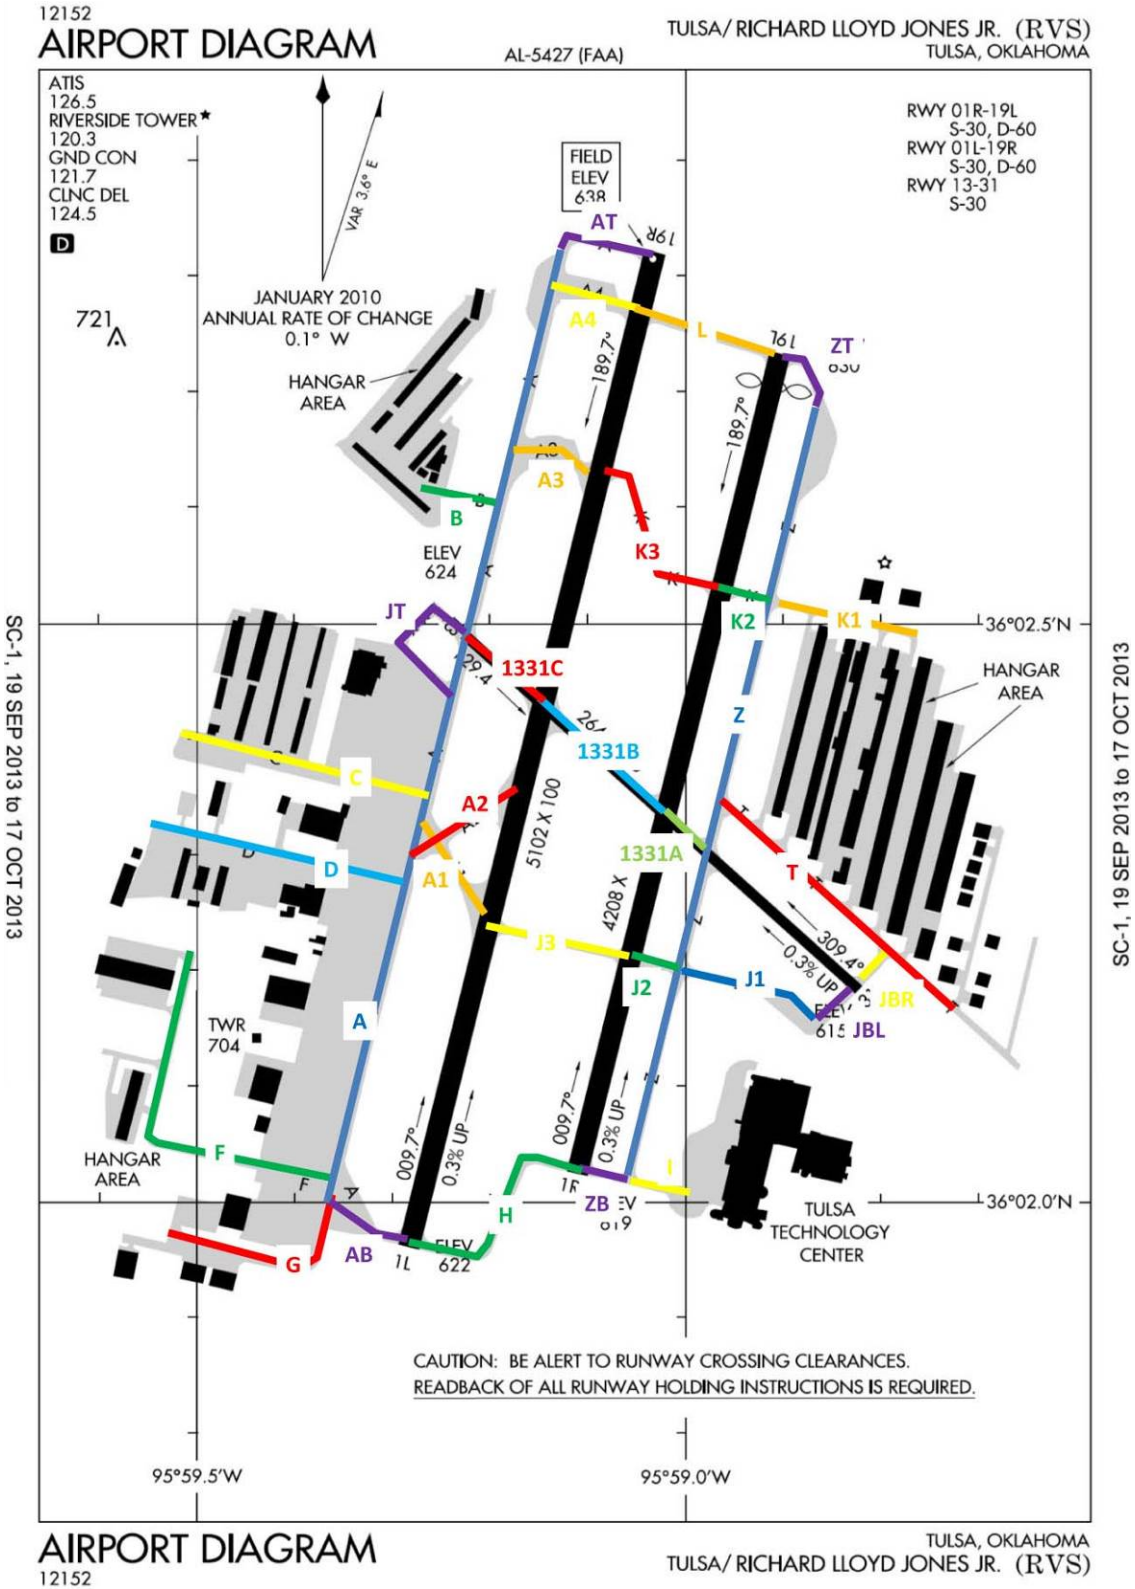 12152
AIRPORT DIAGRAM
AL-5427 (FAA)
TULSA/ RICHARD LLOYD JONES JR. (RVS)
TULSA, OKLAHOMA
ATIS
126.5
RIVERSIDE TOWER★
120.3
GND CON
121.7
CLNC DEL
124.5
D
VAR 3.6° E
JANUARY 2010
ANNUAL RATE OF CHANGE
0.1° W
FIELD
ELEV
638
RWY 01R-19L
S-30, D-60
RWY 01L-19R
S-30, D-60
RWY 13-31
S-30
721
HANGAR
AREA
AT
19R
A4
L
19L
ZT
630
189.7°
189.7°
A
A3
B
B
K3
K
K
K2
K1
Z
ELEV
624
A
JT
1331C
36°02.5'N
HANGAR
AREA
Z
1331B
C
A
A2
5102 X 100
1331A
T
D
D
A1
4208 X
309.4°
0.3% UP
J3
J2
J1
JBR
JBL
615
A
TWR
704
Z
009.7°
0.3% UP
009.7°
0.3% UP
HANGAR
AREA
F
F
A
G
AB
1L
ELEV
622
H
1R
ZB
619
I
36°02.0'N
TULSA
TECHNOLOGY
CENTER
CAUTION: BE ALERT TO RUNWAY CROSSING CLEARANCES.
READBACK OF ALL RUNWAY HOLDING INSTRUCTIONS IS REQUIRED.
95°59.5'W
95°59.0'W
SC-1, 19 SEP 2013 to 17 OCT 2013
SC-1, 19 SEP 2013 to 17 OCT 2013
AIRPORT DIAGRAM
12152
TULSA, OKLAHOMA
TULSA/ RICHARD LLOYD JONES JR. (RVS)